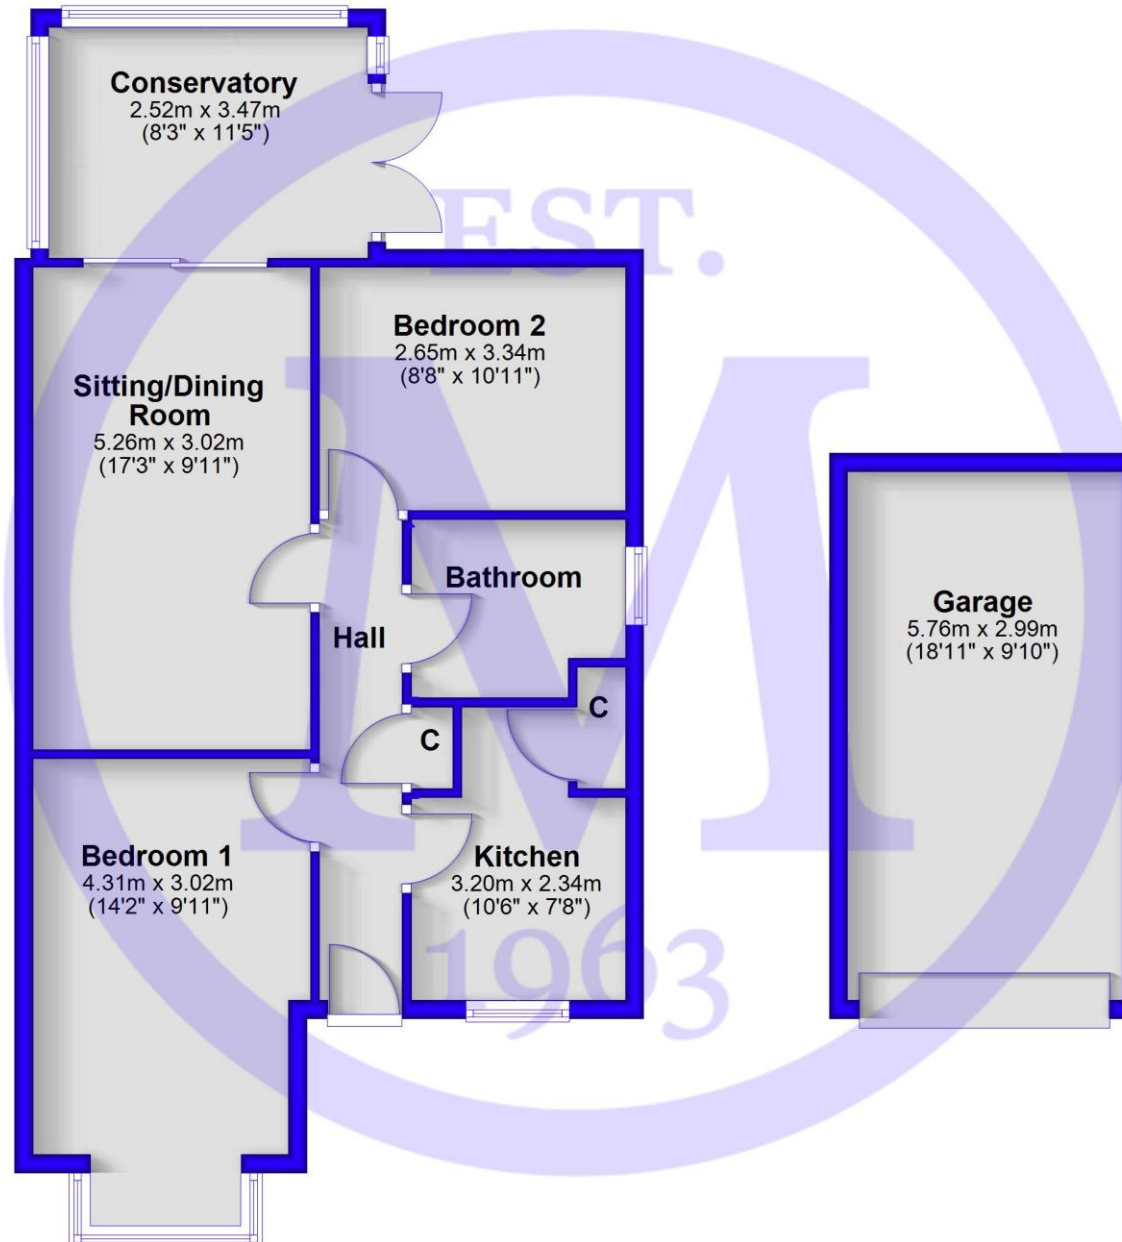 Conservatory
2.52m x 3.47m
(8'3" x 11'5")
EST.
Bedroom 2
2.65m x 3.34m
(8'8" x 10'11")
Sitting/Dining
Room
5.26m x 3.02m
(17'3" x 9'11")
M
Bathroom
Hall
Garage
5.76m x 2.99m
(18'11" x 9'10")
C
C
Bedroom 1
4.31m x 3.02m
(14'2" x 9'11")
Kitchen
3.20m x 2.34m
(10'6" x 7'8")
1963